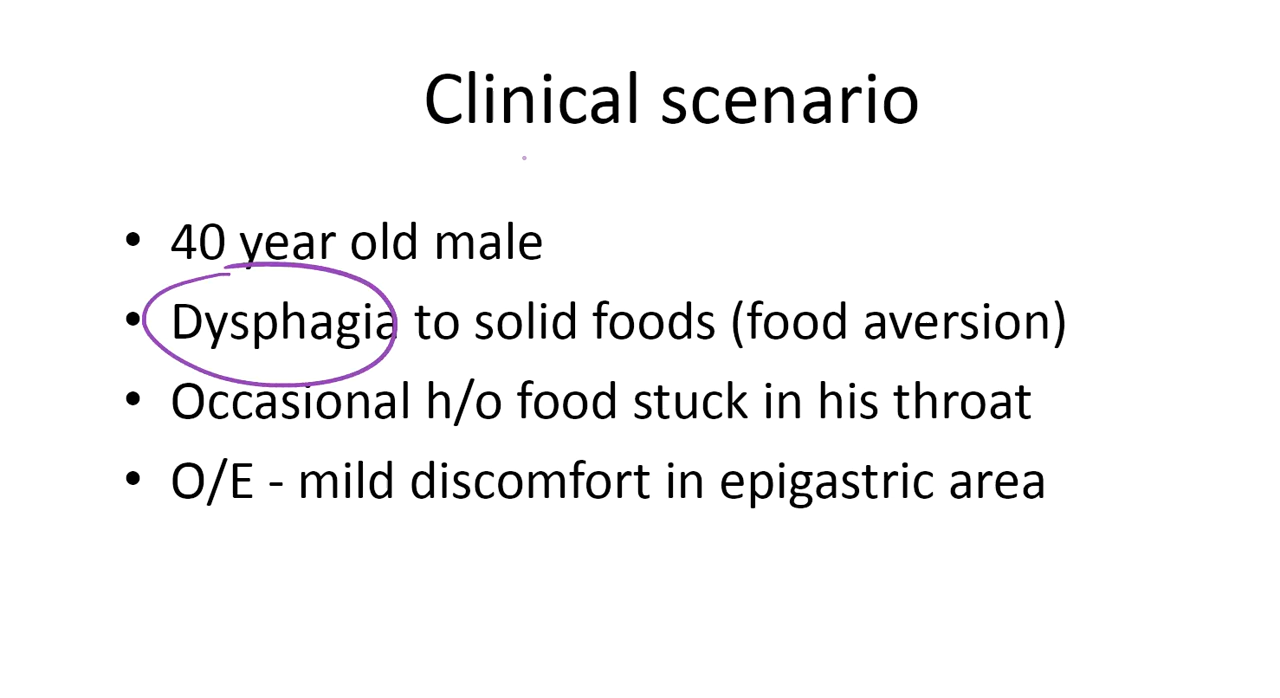 Clinical scenario
• 40 year old male
• Dysphagia to solid foods (food aversion)
• Occasional h/o food stuck in his throat
• O/E - mild discomfort in epigastric area